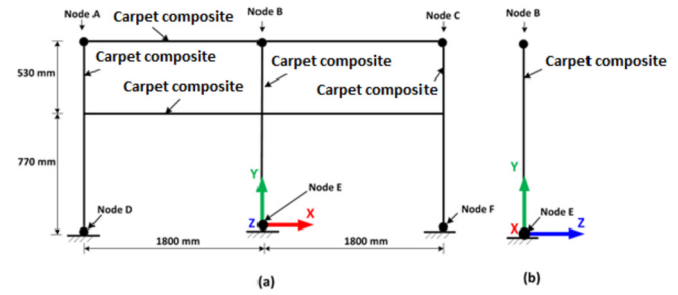 Node A
Carpet composite
Node B
Node C
Node B
Carpet composite
Carpet composite
Carpet composite
530 mm
Carpet composite
Carpet composite
770 mm
Y
Y
Node E
Node D
X
Node F
Node E
Z
Z
X
1800 mm
1800 mm
(a)
(b)